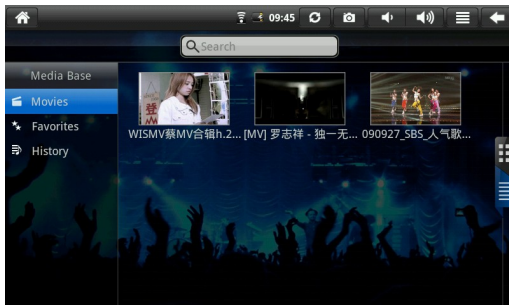 09:45
Search
Media Base
Movies
Favorites
History
WISMV蔡MV合辑h.2...
[MV] 罗志祥 - 独一无...
090927_SBS_人气歌...